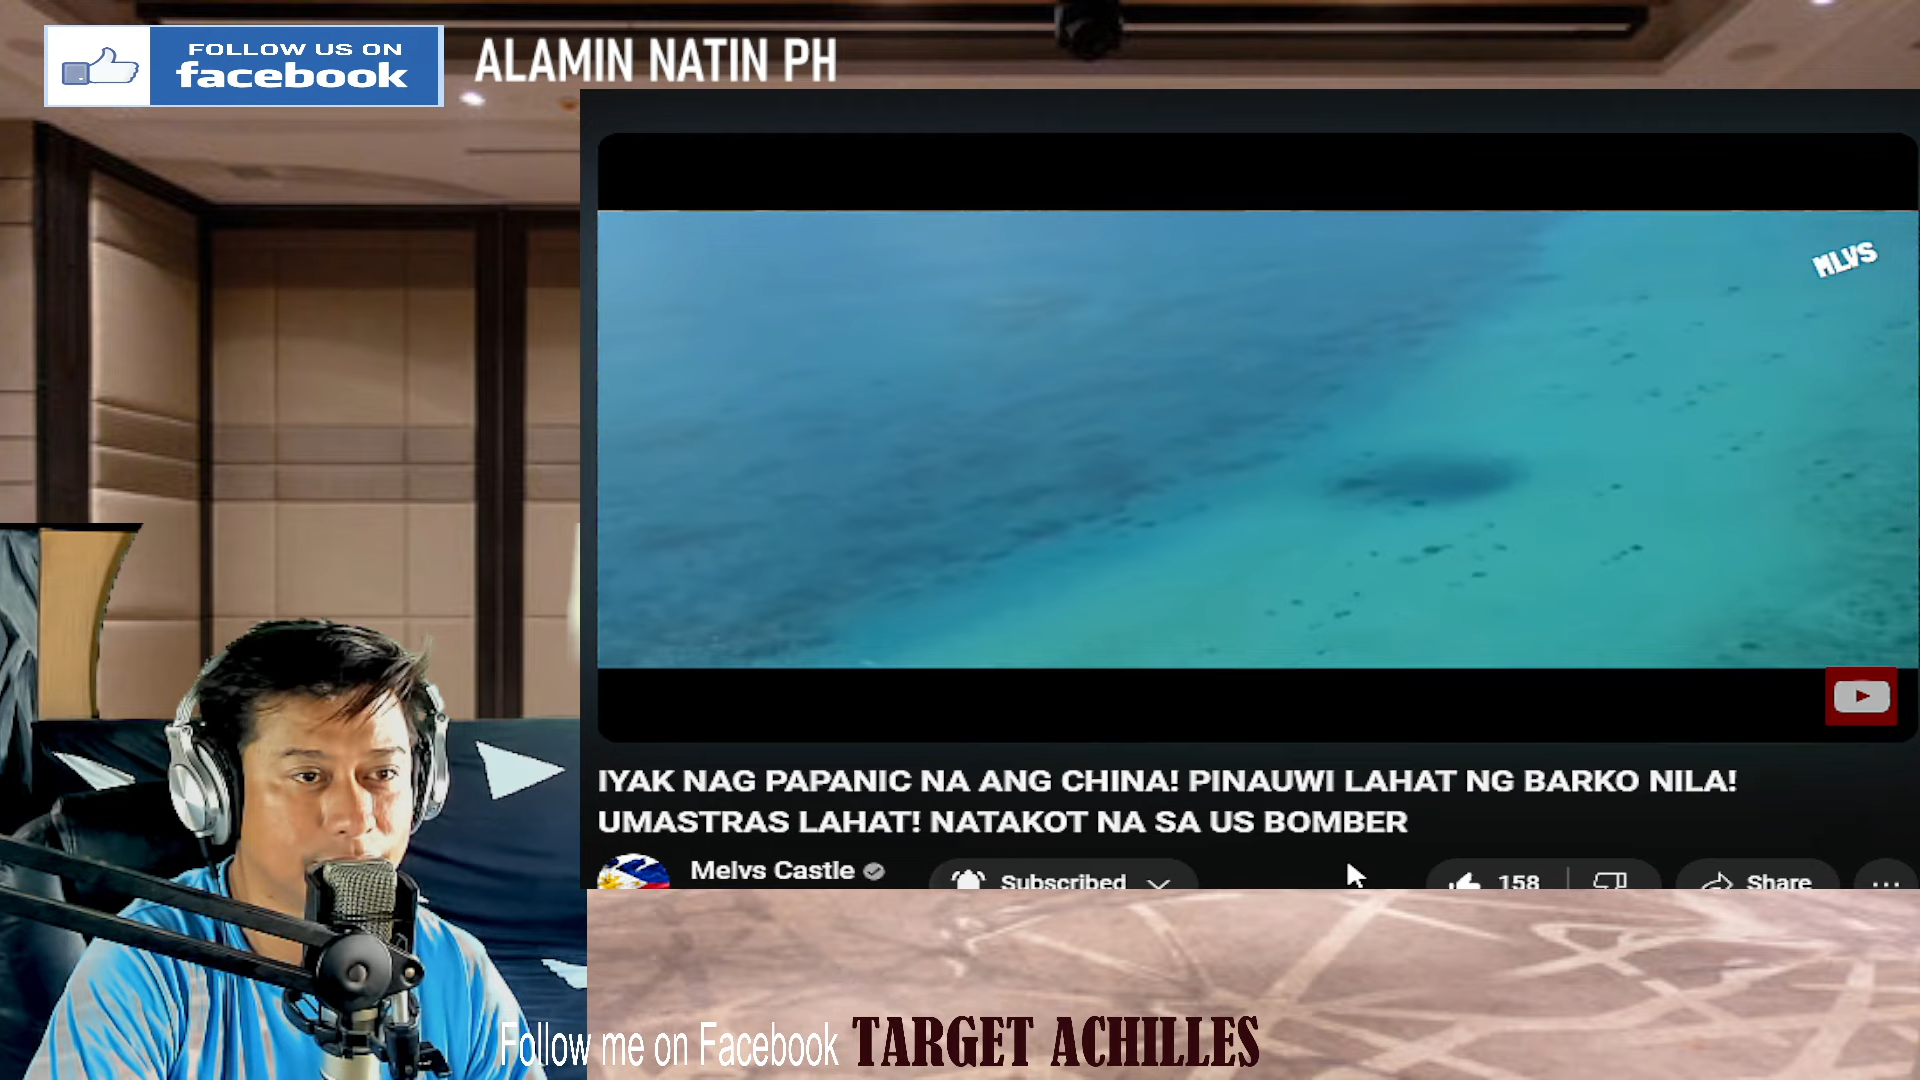 FOLLOW US ON
facebook
ALAMIN NATIN PH
MLVS
IYAK NAG PAPANIC NA ANG CHINA! PINAUWI LAHAT NG BARKO NILA!
UMASTRAS LAHAT! NATAKOT NA SA US BOMBER
Melvs Castle
Subscribed
158
Share
Follow me on Facebook TARGET ACHILLES